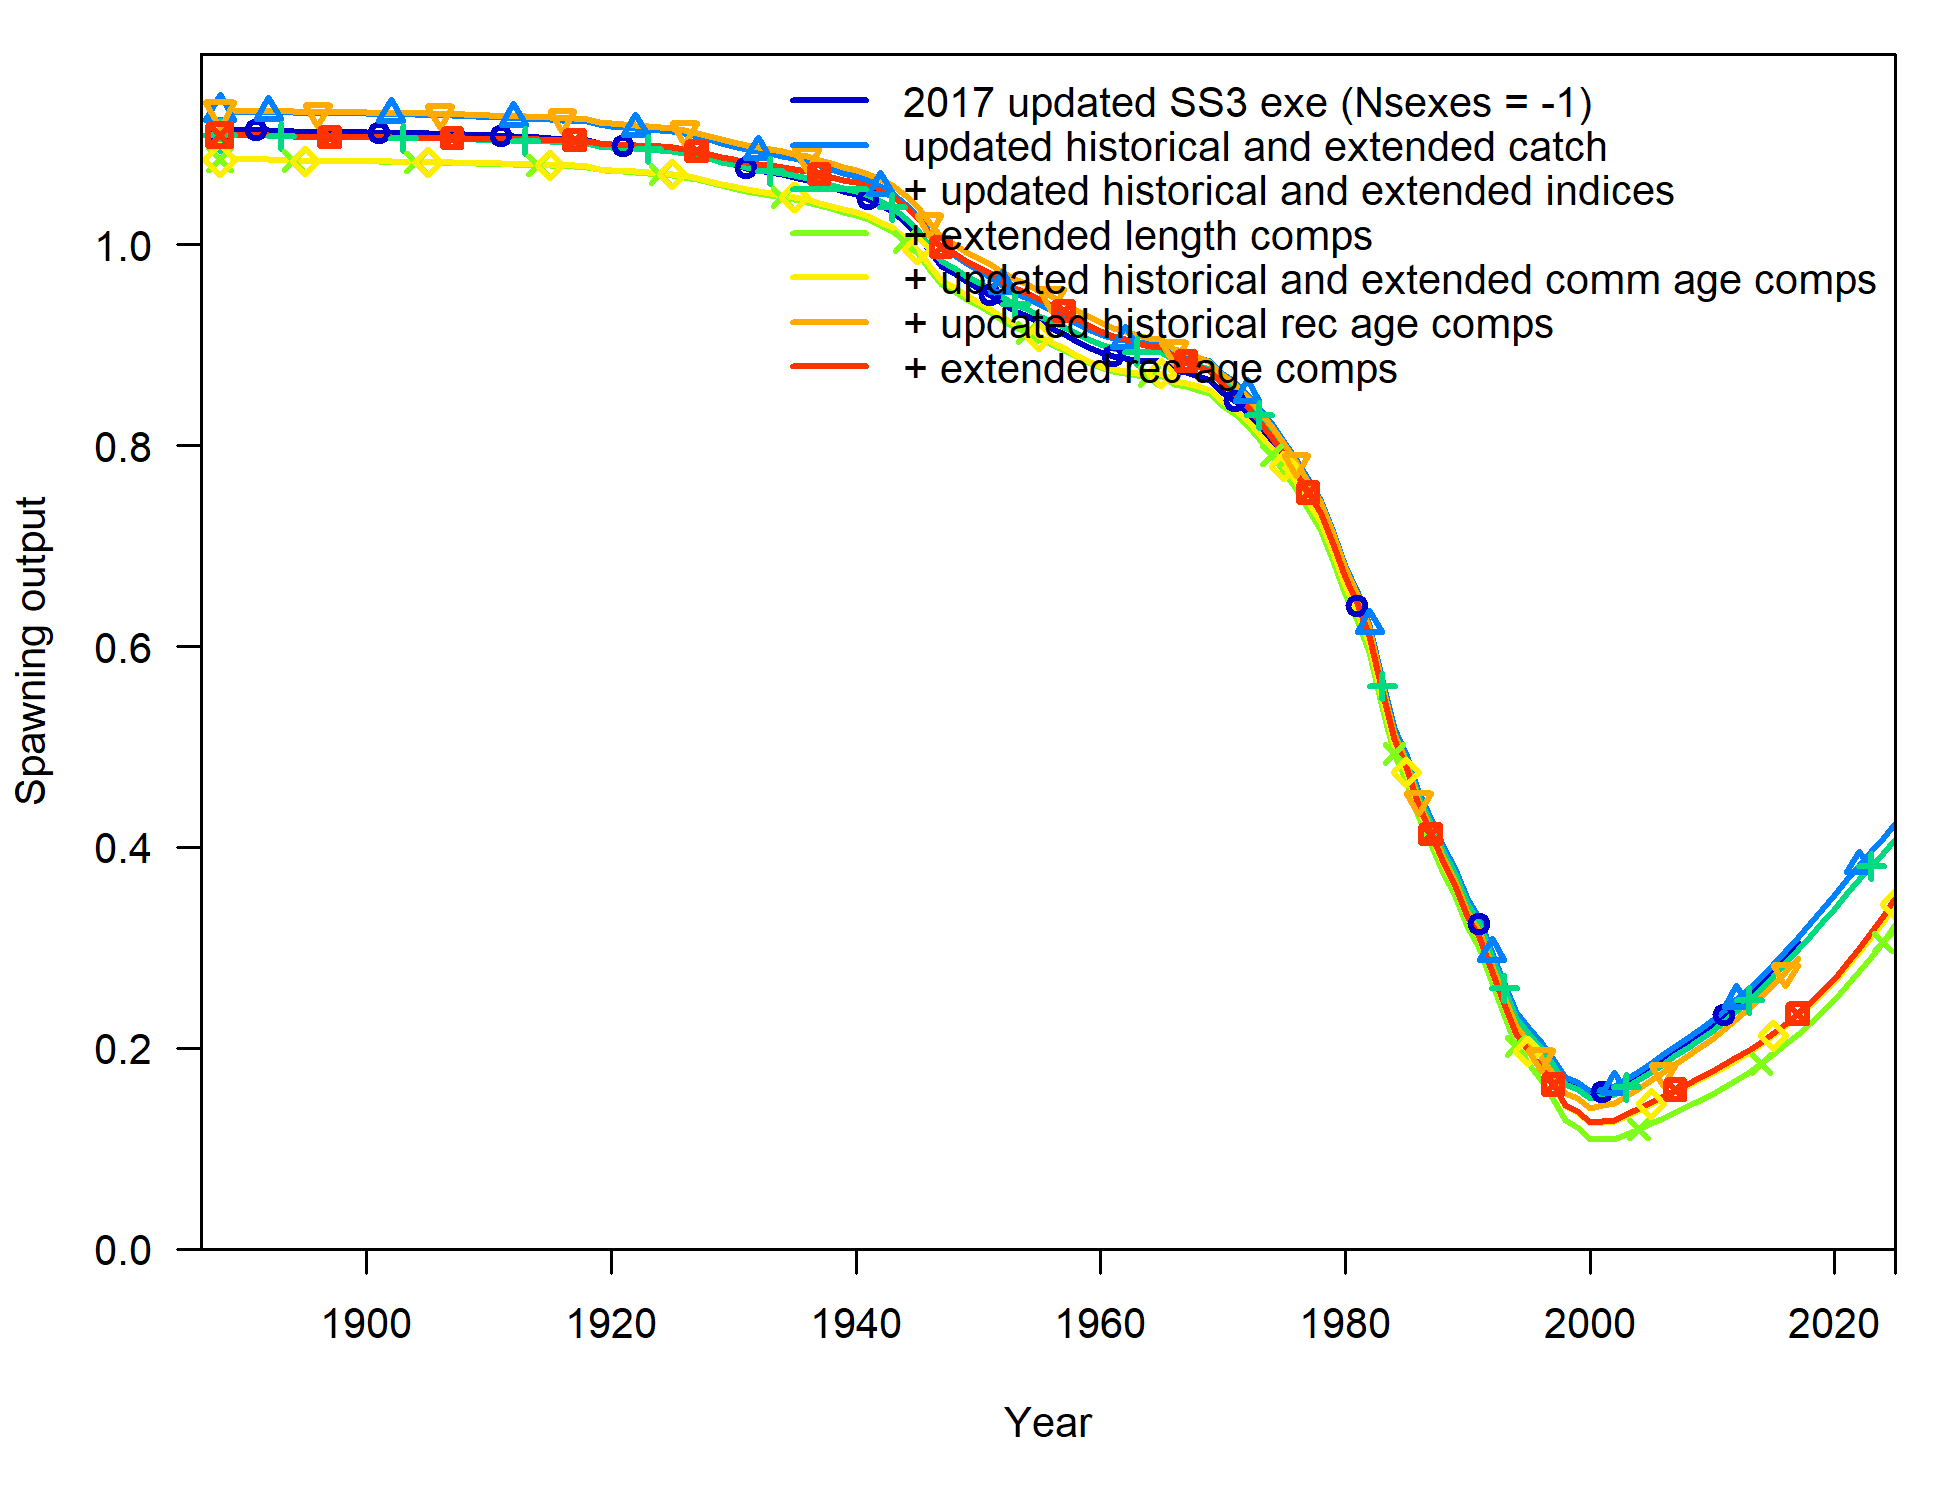 2017 updated SS3 exe (Nsexes = -1)
updated historical and extended catch
+ updated historical and extended indices
+ extended length comps
+ updated historical and extended comm age comps
+ updated historical rec age comps
+ extended rec age comps
1.0
0.8
0.6
0.4
0.2
0.0
Spawning output
1900 1920 1940 1960 1980 2000 2020
Year